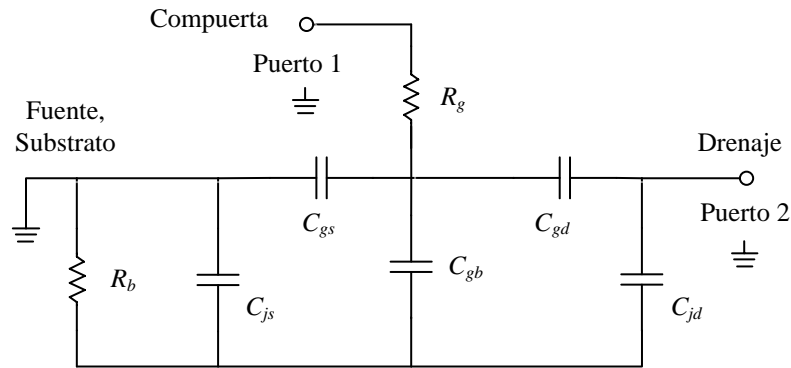 Compuerta
Puerto 1
R_g
Fuente,
Substrato
Drenaje
C_gs
C_gd
Puerto 2
R_b
C_js
C_gb
C_jd